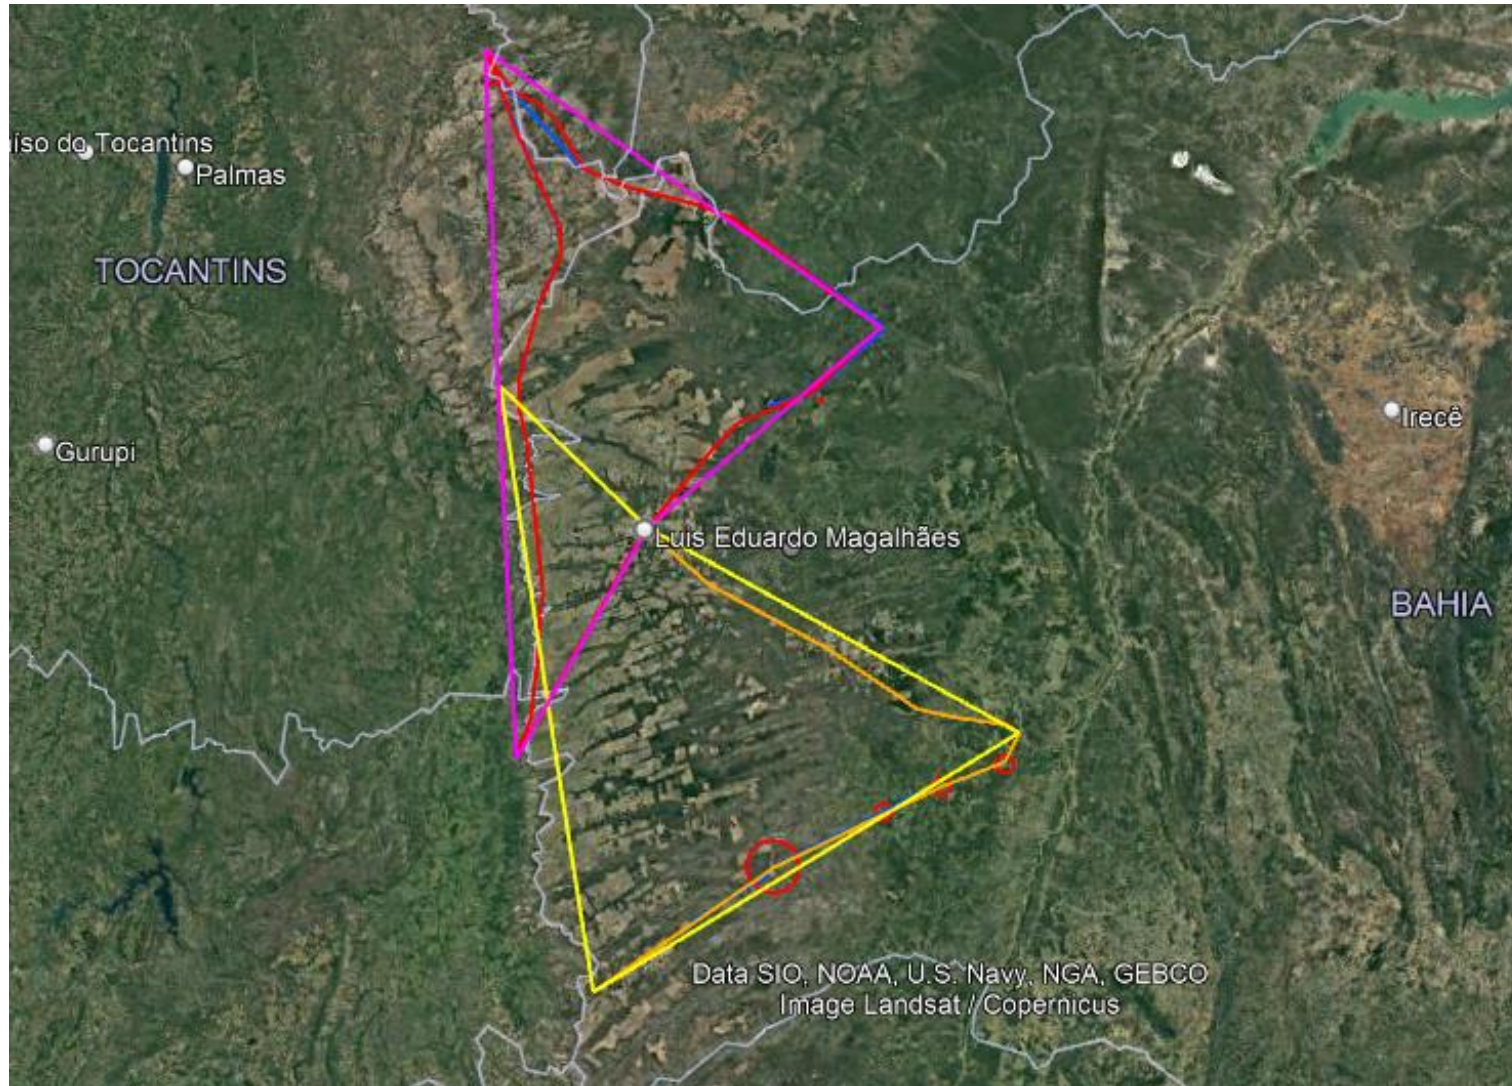 íso do Tocantins
Palmas
TOCANTINS
Irecê
Gurupi
Luis Eduardo Magalhães
BAHIA
Data SIO, NOAA, U.S. Navy, NGA, GEBCO
Image Landsat / Copernicus